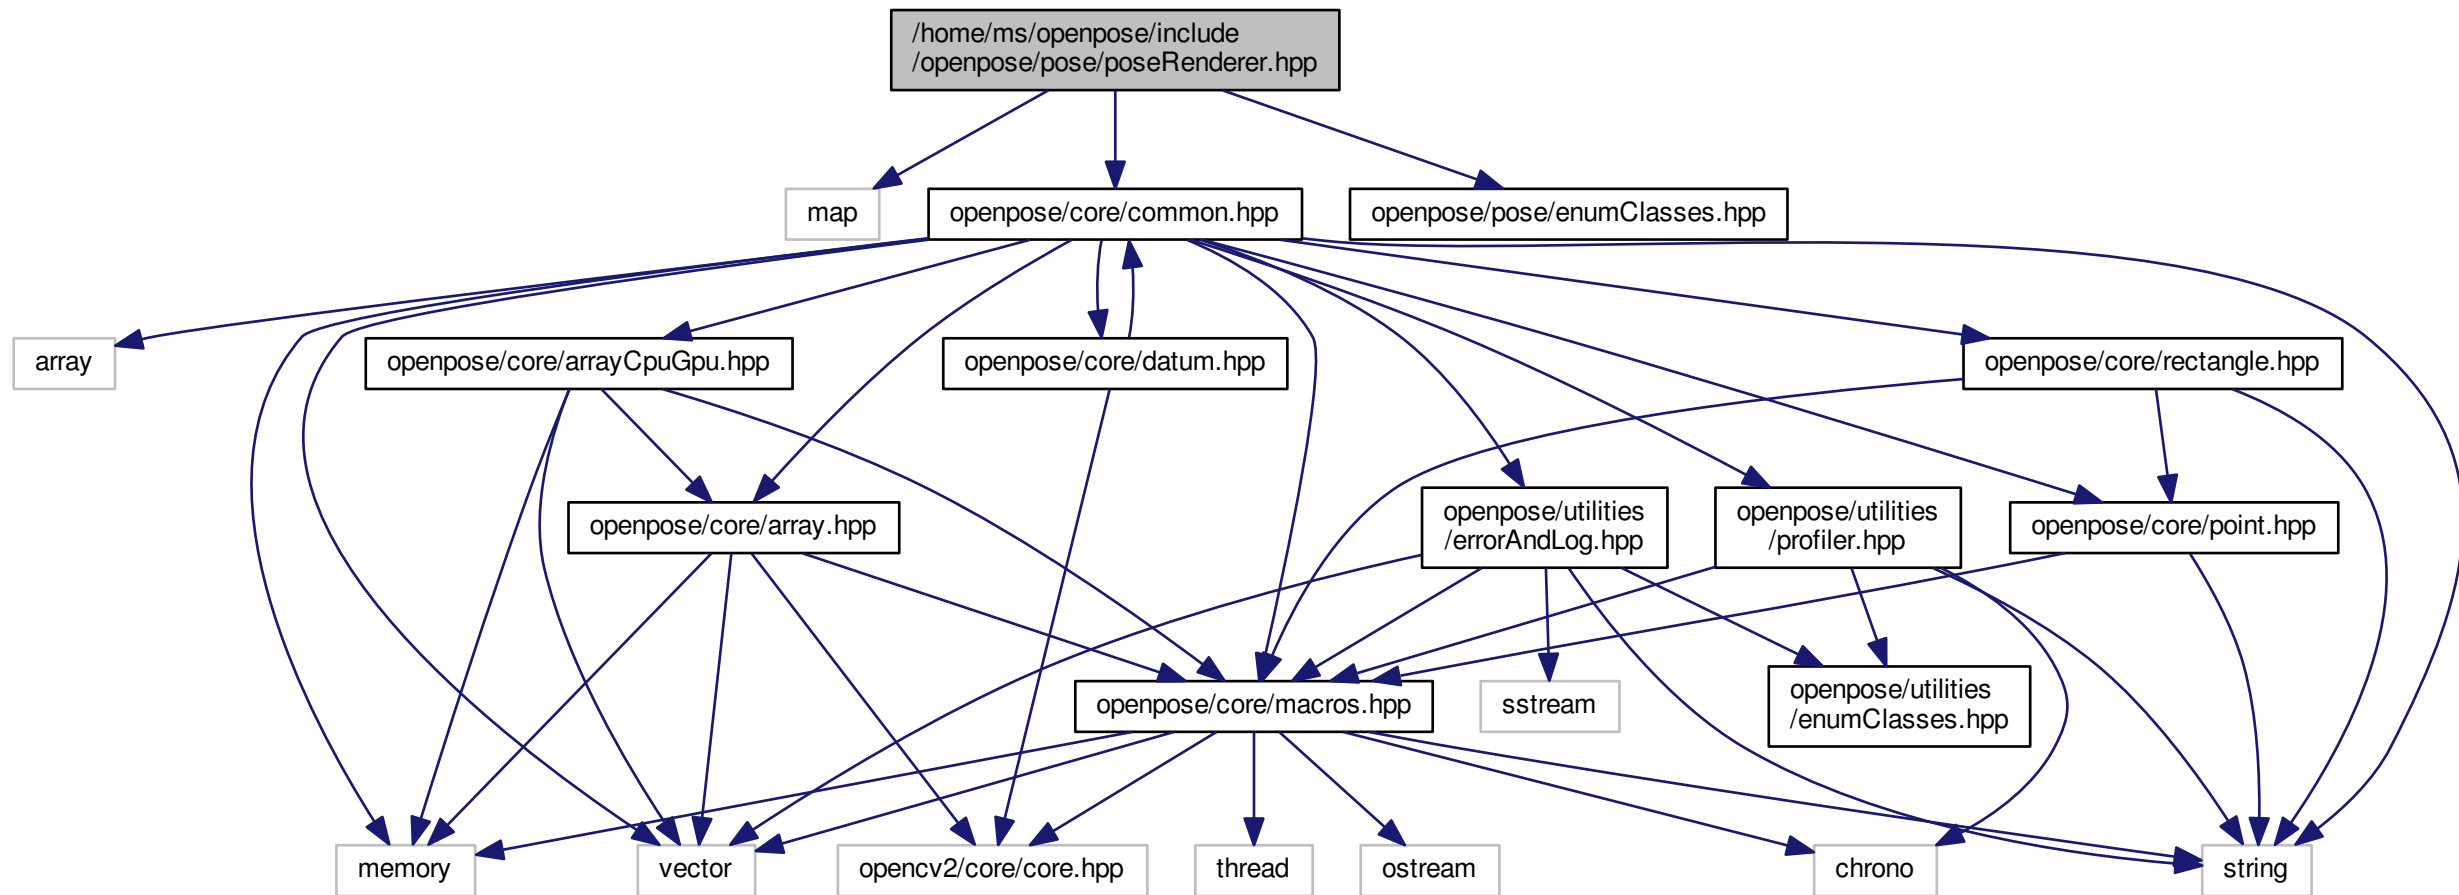 /home/ms/openpose/include
/openpose/pose/poseRenderer.hpp
map
openpose/core/common.hpp
openpose/pose/enumClasses.hpp
array
openpose/core/arrayCpuGpu.hpp
openpose/core/datum.hpp
openpose/core/rectangle.hpp
openpose/core/array.hpp
openpose/utilities
/errorAndLog.hpp
openpose/utilities
/profiler.hpp
openpose/core/point.hpp
openpose/core/macros.hpp
sstream
openpose/utilities
/enumClasses.hpp
memory
vector
opencv2/core/core.hpp
thread
ostream
chrono
string